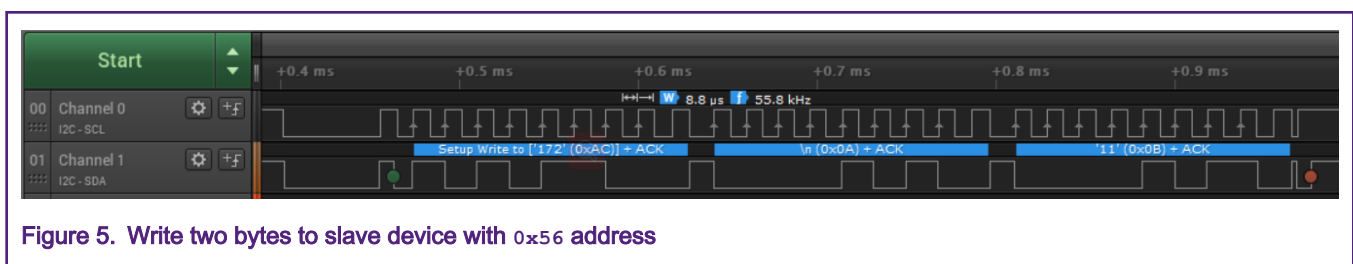 Start
+0.4 ms +0.5 ms +0.6 ms +0.7 ms +0.8 ms +0.9 ms
00 Channel 0
I2C - SCL
W 8.8 µs f 55.8 kHz
Setup Write to ['172' (0xAC)] + ACK \n (0x0A) + ACK '11' (0x0B) + ACK
01 Channel 1
I2C - SDA
Figure 5. Write two bytes to slave device with 0x56 address